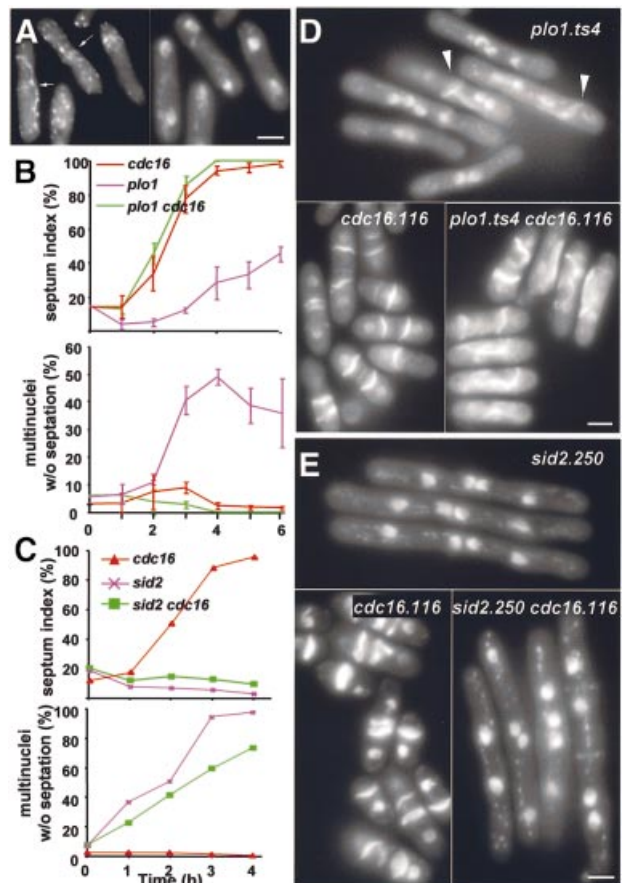 A
B
100
80
60
40
20
septum index (%)
cdc16
plo1
plo1 cdc16
60
50
40
30
20
10
0
multinuclei
w/o septation (%)
0 1 2 3 4 5 6
C
100
80
60
40
20
septum index (%)
cdc16
sid2
sid2 cdc16
100
80
60
40
20
0
multinuclei
w/o septation (%)
0 1 2 3 4
Time (h)
D
plo1.ts4
cdc16.116
plo1.ts4 cdc16.116
E
sid2.250
cdc16.116
sid2.250 cdc16.116